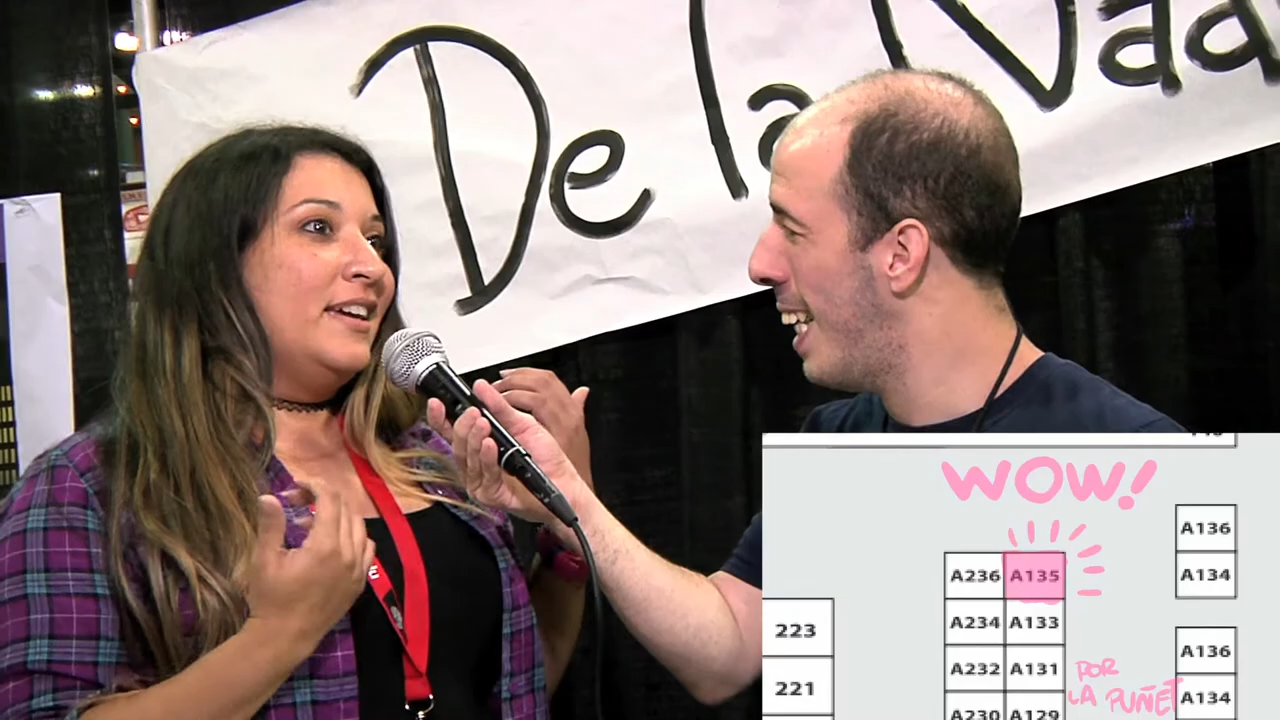 De la Nada
WOW!
A136
A236 A135
A134
A234 A133
223
A136
A232 A131
POR
221
LA PUÑET
A134
A230 A129